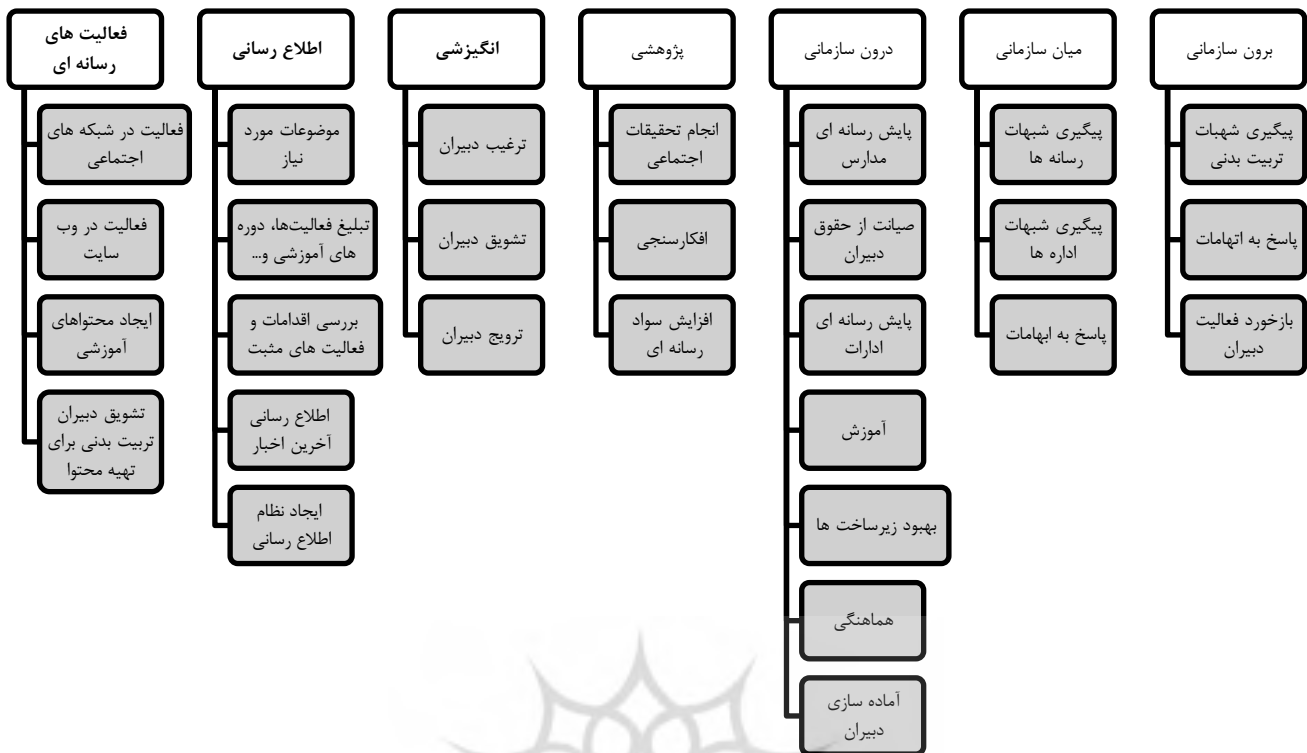 برون سازمانی
پیگیری شهبات
تربیت بدنی
پاسخ به اتهامات
بازخورد فعالیت
دبیران
میان سازمانی
پیگیری شبهات
رسانه ها
پیگیری شبهات
اداره ها
پاسخ به ابهامات
درون سازمانی
پایش رسانه ای
مدارس
صیانت از حقوق
دبیران
پایش رسانه ای
ادارات
آموزش
بهبود زیرساخت ها
هماهنگی
آماده سازی
دبیران
پژوهشی
انجام تحقیقات
اجتماعی
افکارسنجی
افزایش سواد
رسانه ای
انگیزشی
ترغیب دبیران
تشویق دبیران
ترویج دبیران
اطلاع رسانی
موضوعات مورد
نیاز
تبلیغ فعالیت‌ها، دوره
های آموزشی و...
بررسی اقدامات و
فعالیت های مثبت
اطلاع رسانی
آخرین اخبار
ایجاد نظام
اطلاع رسانی
فعالیت های
رسانه ای
فعالیت در شبکه های
اجتماعی
فعالیت در وب
سایت
ایجاد محتواهای
آموزشی
تشویق دبیران
تربیت بدنی برای
تهیه محتوا